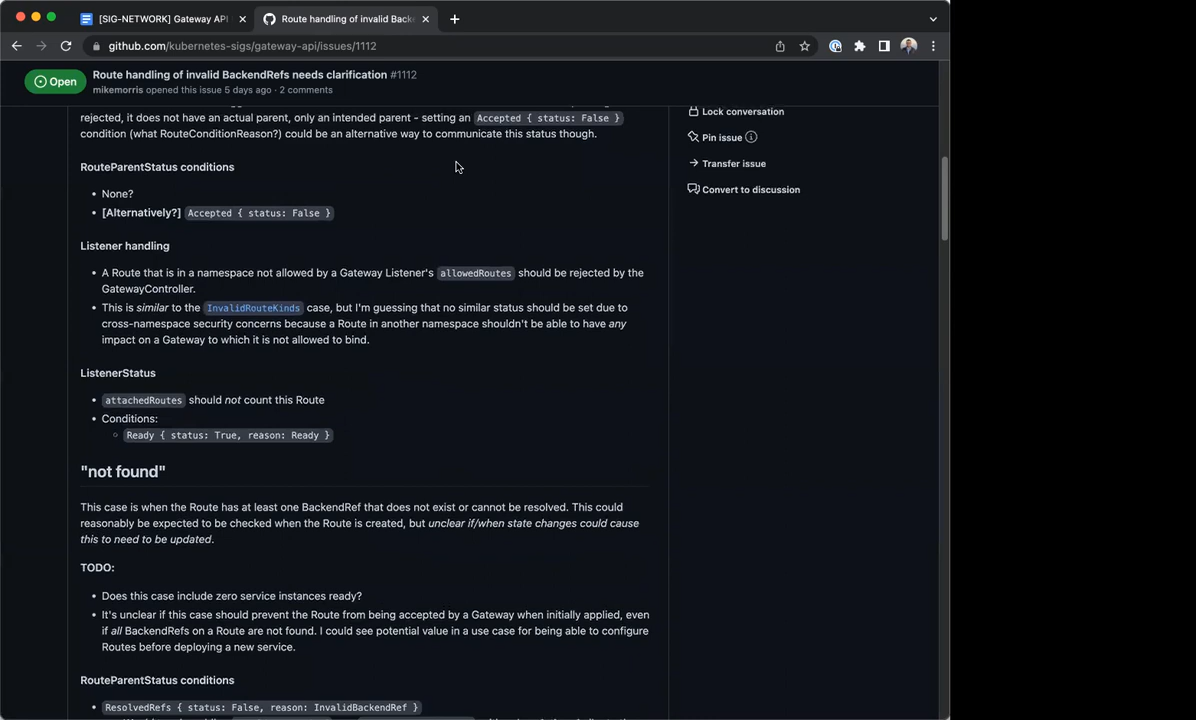 [SIG-NETWORK] Gateway API
Route handling of invalid Back
github.com/kubernetes-sigs/gateway-api/issues/1112
Open
Route handling of invalid BackendRefs needs clarification #1112
mikemorris opened this issue 5 days ago · 2 comments
rejected, it does not have an actual parent, only an intended parent - setting an Accepted { status: False }
condition (what RouteConditionReason?) could be an alternative way to communicate this status though.
RouteParentStatus conditions
• None?
• [Alternatively?] Accepted { status: False }
Listener handling
• A Route that is in a namespace not allowed by a Gateway Listener's allowedRoutes should be rejected by the
GatewayController.
• This is similar to the InvalidRouteKinds case, but I'm guessing that no similar status should be set due to
cross-namespace security concerns because a Route in another namespace shouldn't be able to have any
impact on a Gateway to which it is not allowed to bind.
ListenerStatus
• attachedRoutes should not count this Route
• Conditions:
◦ Ready { status: True, reason: Ready }
"not found"
This case is when the Route has at least one BackendRef that does not exist or cannot be resolved. This could
reasonably be expected to be checked when the Route is created, but unclear if/when state changes could cause
this to need to be updated.
TODO:
• Does this case include zero service instances ready?
• It's unclear if this case should prevent the Route from being accepted by a Gateway when initially applied, even
if all BackendRefs on a Route are not found. I could see potential value in a use case for being able to configure
Routes before deploying a new service.
RouteParentStatus conditions
• ResolvedRefs { status: False, reason: InvalidBackendRef }
Lock conversation
Pin issue
Transfer issue
Convert to discussion